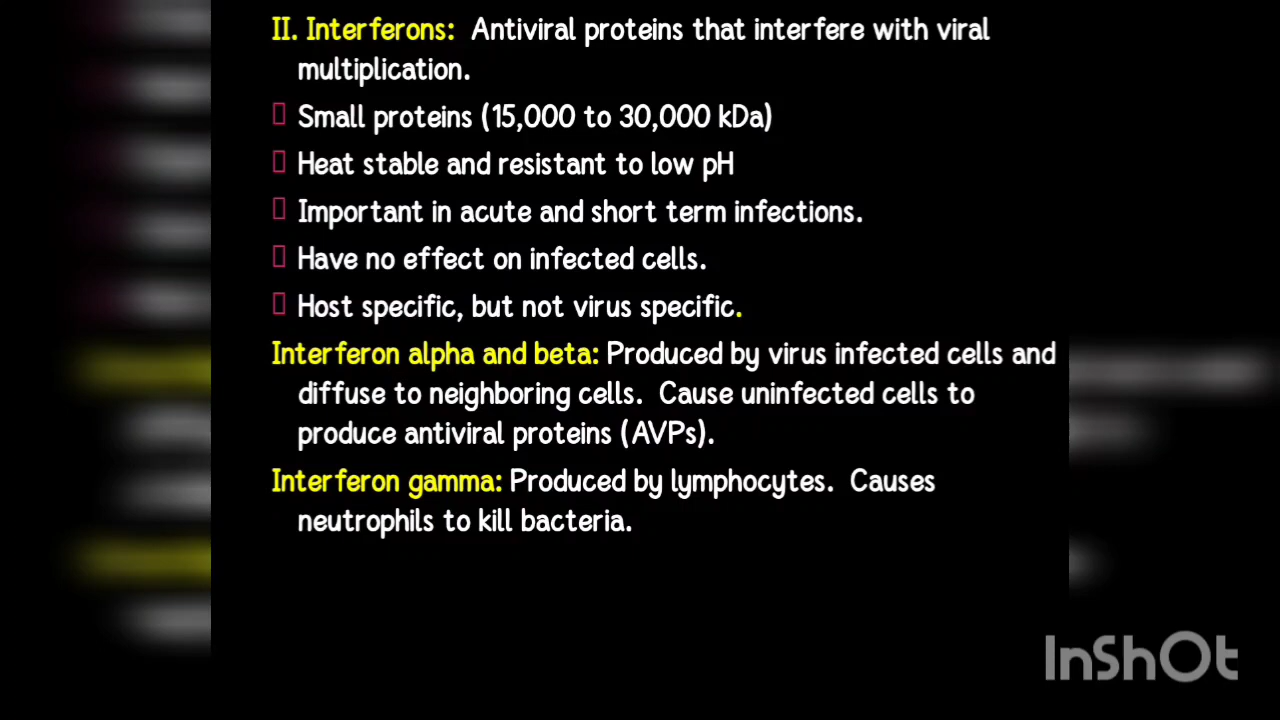 II. Interferons: Antiviral proteins that interfere with viral
multiplication.
Small proteins (15,000 to 30,000 kDa)
Heat stable and resistant to low pH
Important in acute and short term infections.
Have no effect on infected cells.
Host specific, but not virus specific.
Interferon alpha and beta: Produced by virus infected cells and
diffuse to neighboring cells. Cause uninfected cells to
produce antiviral proteins (AVPs).
Interferon gamma: Produced by lymphocytes. Causes
neutrophils to kill bacteria.
InShOt